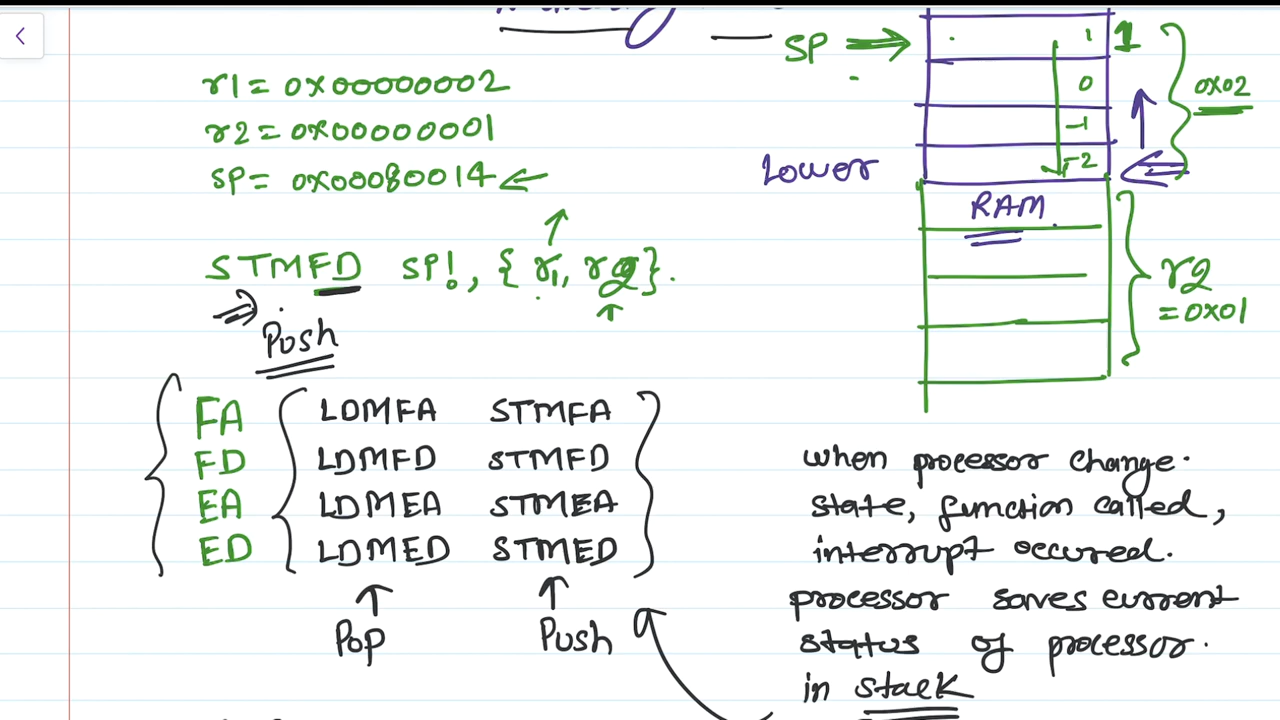 r1 = 0x00000002
r2 = 0x00000001
SP = 0x00080014
STMFD SP!, { r1, r2 }.
Push
FA LDMFA STMFA
FD LDMFD STMFD
EA LDMEA STMEA
ED LDMED STMED
Pop Push
SP
1 1
0
-1
-2
0x02
Lower
RAM
r2
= 0x01
when processor change.
state, function called,
interrupt occured.
processor saves current
status of processor.
in stack